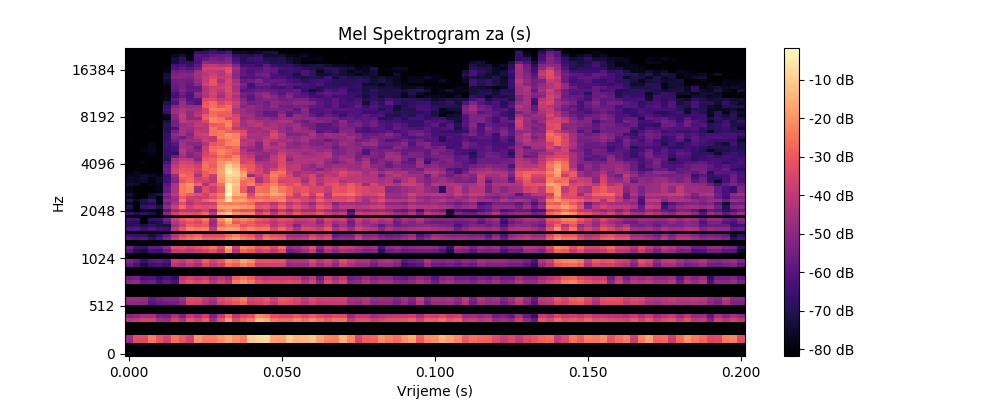 Mel Spektrogram za (s)
Hz
16384
8192
4096
2048
1024
512
0
0.000
0.050
0.100
0.150
0.200
Vrijeme (s)
-10 dB
-20 dB
-30 dB
-40 dB
-50 dB
-60 dB
-70 dB
-80 dB